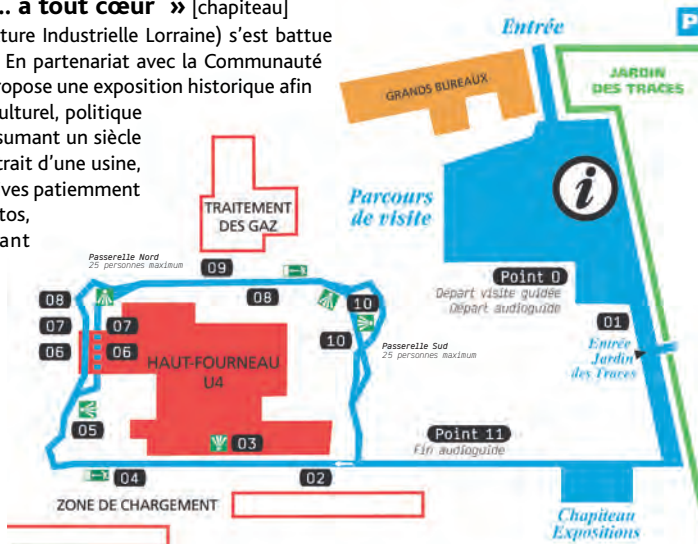 ... à tout cœur » [chapiteau]
ture Industrielle Lorraine) s’est battue
En partenariat avec la Communauté
ropose une exposition historique afin
ulturel, politique
sumant un siècle
trait d’une usine,
ves patiemment
tos,
ant
Entrée
P
GRANDS BUREAUX
JARDIN
DES TRACES
i
Parcours
de visite
TRAITEMENT
DES GAZ
Passerelle Nord
25 personnes maximum
09
08
08
10
07
07
06
06
10
Passerelle Sud
25 personnes maximum
HAUT-FOURNEAU
U4
Point 0
Départ visite guidée
Départ audioguide
01
Entrée
Jardin
des Traces
05
03
Point 11
Fin audioguide
04
02
ZONE DE CHARGEMENT
Chapiteau
Expositions